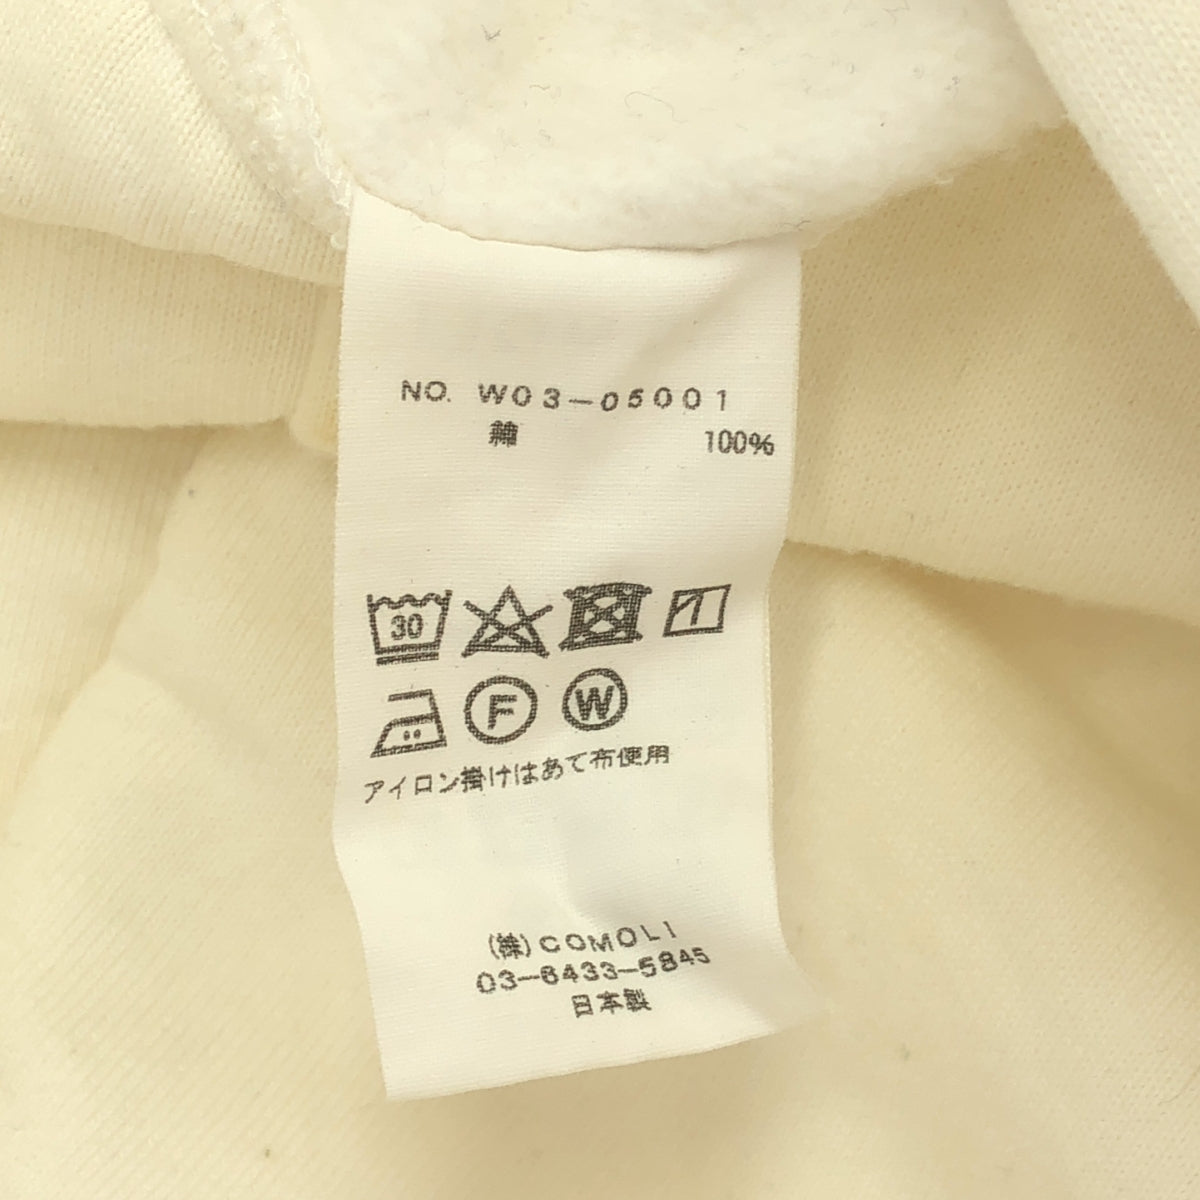 NO. W03-05001
綿 100%
30
F W
アイロン掛けはあて布使用
(株)COMOLI
03-6433-5845
日本製